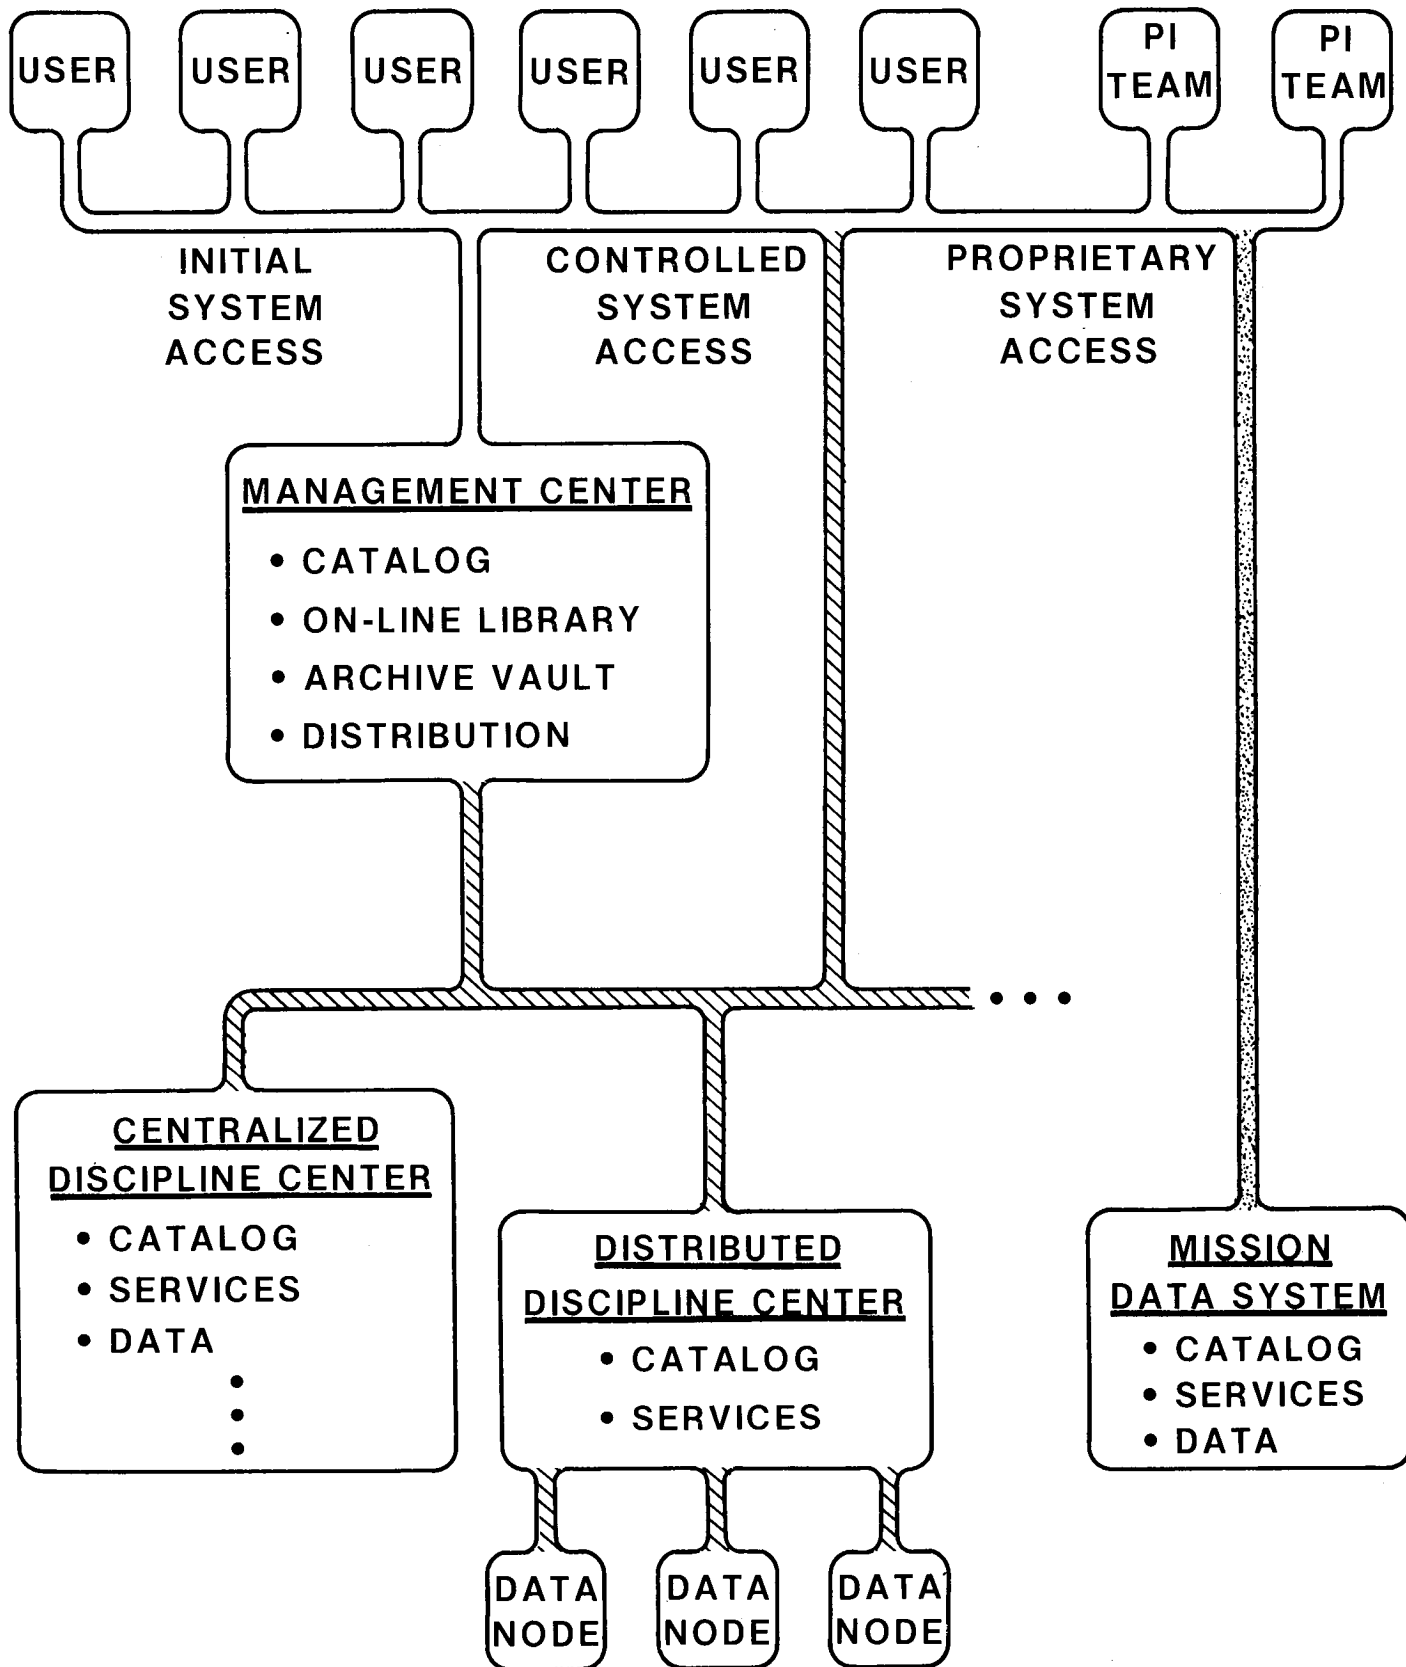 USER
USER
USER
USER
USER
USER
PI
TEAM
PI
TEAM
INITIAL
SYSTEM
ACCESS
CONTROLLED
SYSTEM
ACCESS
PROPRIETARY
SYSTEM
ACCESS
MANAGEMENT CENTER
• CATALOG
• ON-LINE LIBRARY
• ARCHIVE VAULT
• DISTRIBUTION
• • •
CENTRALIZED
DISCIPLINE CENTER
• CATALOG
• SERVICES
• DATA
•
•
•
DISTRIBUTED
DISCIPLINE CENTER
• CATALOG
• SERVICES
MISSION
DATA SYSTEM
• CATALOG
• SERVICES
• DATA
DATA
NODE
DATA
NODE
DATA
NODE